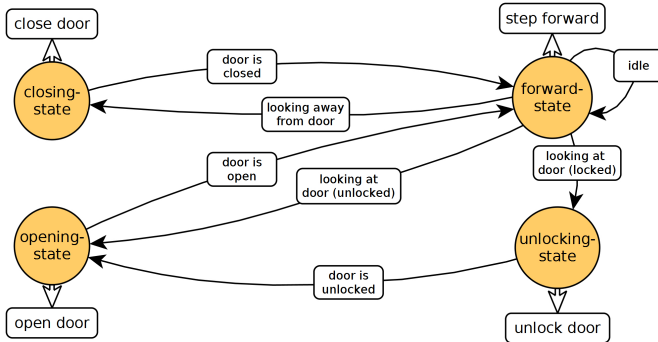 close door
step forward
door is
closed
idle
closing-
state
forward-
state
looking away
from door
door is
open
looking at
door (locked)
looking at
door (unlocked)
opening-
state
unlocking-
state
door is
unlocked
open door
unlock door